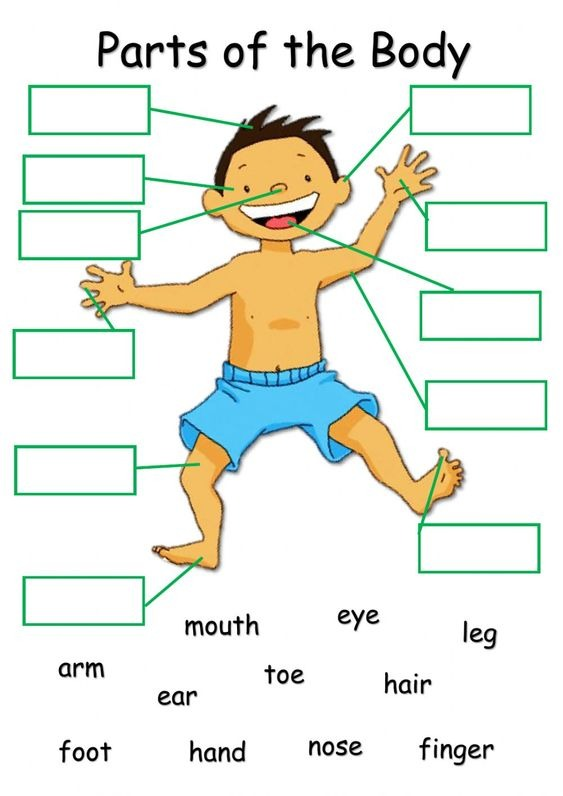 Parts of the Body
mouth
eye
leg
arm
ear
toe
hair
foot
hand
nose
finger